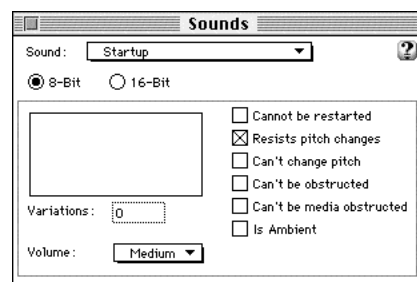 Sounds
Sound: Startup
?
8-Bit 16-Bit
Cannot be restarted
Resists pitch changes
Can't change pitch
Can't be obstructed
Can't be media obstructed
Is Ambient
Variations: 0
Volume: Medium